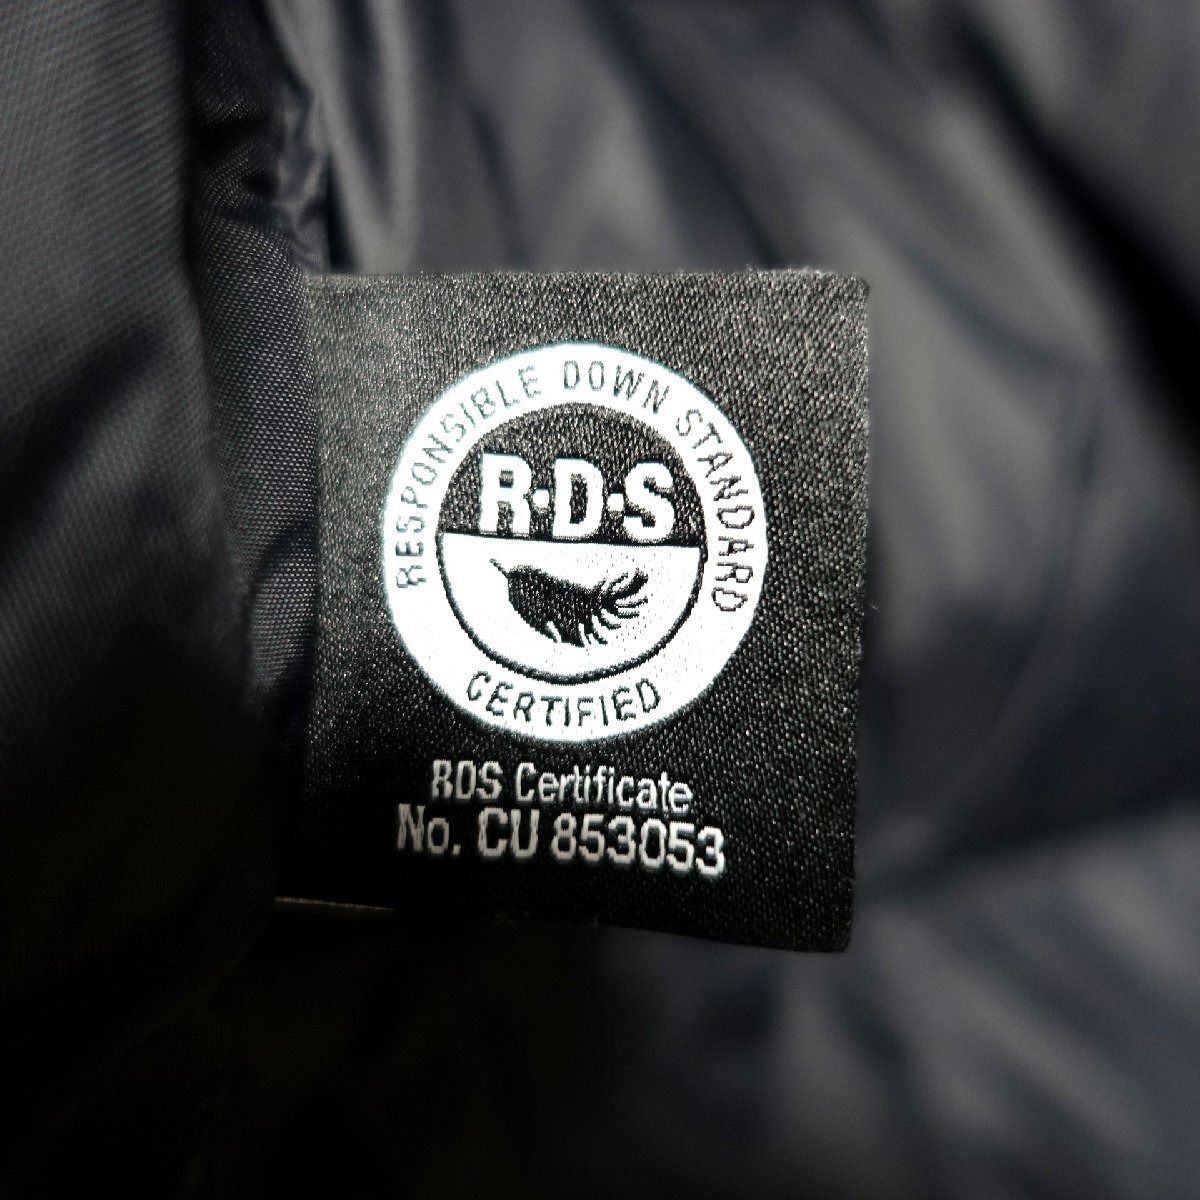 RESPONSIBLE DOWN STANDARD
R·D·S
CERTIFIED
RDS Certificate
No. CU 853053